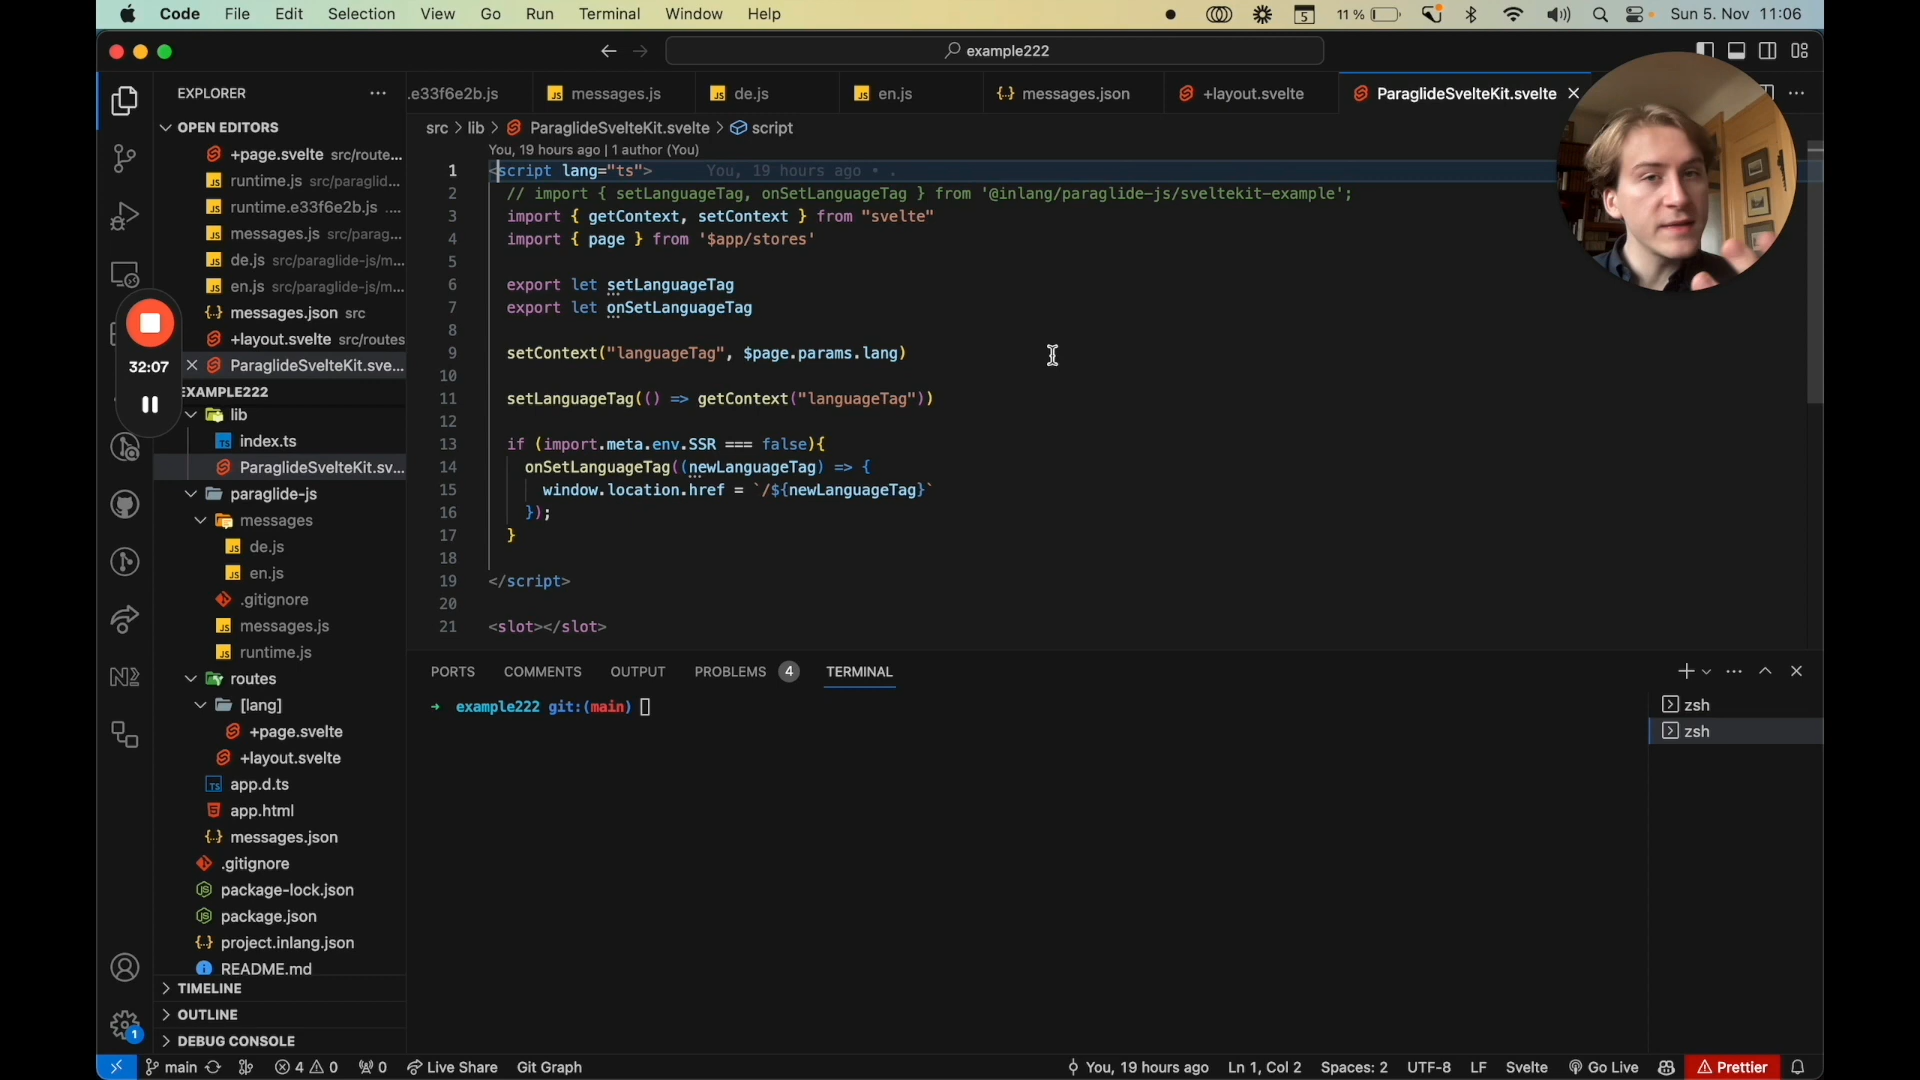 Code File Edit Selection View Go Run Terminal Window Help 5 11 % Sun 5. Nov 11:06
example222
EXPLORER
OPEN EDITORS
+page.svelte src/route...
runtime.js src/paraglid...
runtime.e33f6e2b.js ....
messages.js src/parag...
de.js src/paraglide-js/m...
en.js src/paraglide-js/m...
messages.json src
+layout.svelte src/routes
ParaglideSvelteKit.sve...
32:07
EXAMPLE222
lib
index.ts
ParaglideSvelteKit.sv...
paraglide-js
messages
de.js
en.js
.gitignore
messages.js
runtime.js
routes
[lang]
+page.svelte
+layout.svelte
app.d.ts
app.html
messages.json
.gitignore
package-lock.json
package.json
project.inlang.json
README.md
TIMELINE
OUTLINE
DEBUG CONSOLE
1
.e33f6e2b.js messages.js de.js en.js messages.json +layout.svelte ParaglideSvelteKit.svelte
src > lib > ParaglideSvelteKit.svelte > script
You, 19 hours ago | 1 author (You)
1 <script lang="ts"> You, 19 hours ago • .
2 // import { setLanguageTag, onSetLanguageTag } from '@inlang/paraglide-js/sveltekit-example';
3 import { getContext, setContext } from "svelte"
4 import { page } from '$app/stores'
5
6 export let setLanguageTag
7 export let onSetLanguageTag
8
9 setContext("languageTag", $page.params.lang)
10
11 setLanguageTag(() => getContext("languageTag"))
12
13 if (import.meta.env.SSR === false){
14 onSetLanguageTag((newLanguageTag) => {
15 window.location.href = `/${newLanguageTag}`
16 });
17 }
18
19 </script>
20
21 <slot></slot>
PORTS COMMENTS OUTPUT PROBLEMS 4 TERMINAL
→ example222 git:(main)
zsh
zsh
main 4 0 0 Live Share Git Graph You, 19 hours ago Ln 1, Col 2 Spaces: 2 UTF-8 LF Svelte Go Live Prettier